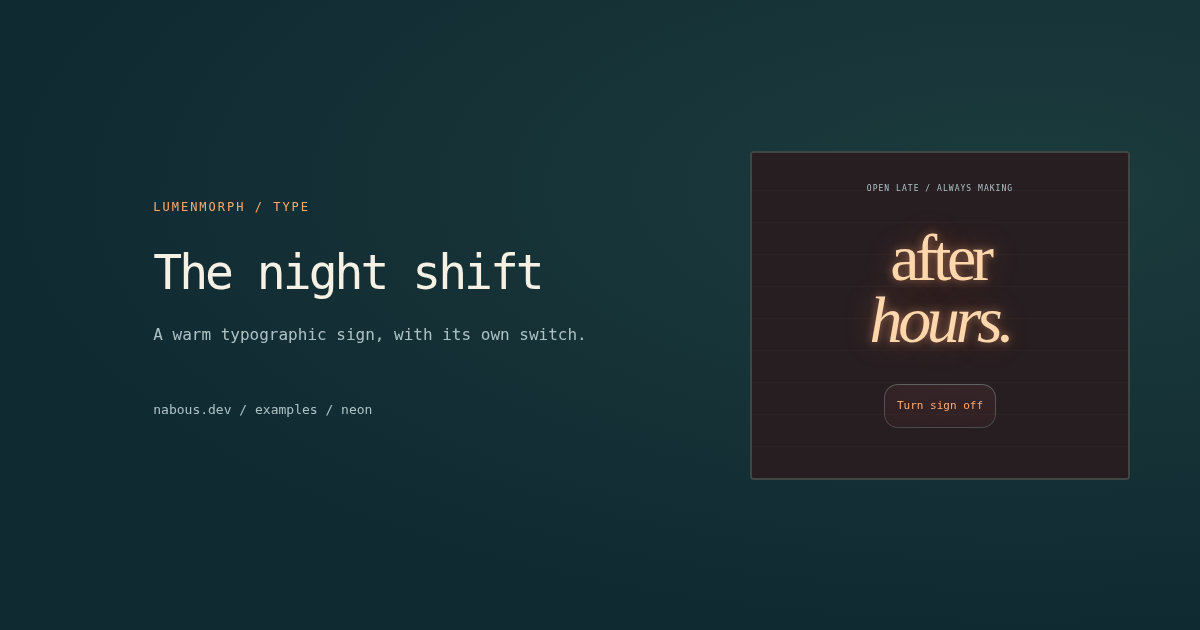 LUMENMORPH / TYPE
The night shift
A warm typographic sign, with its own switch.
nabous.dev / examples / neon
OPEN LATE / ALWAYS MAKING
after
hours.
Turn sign off